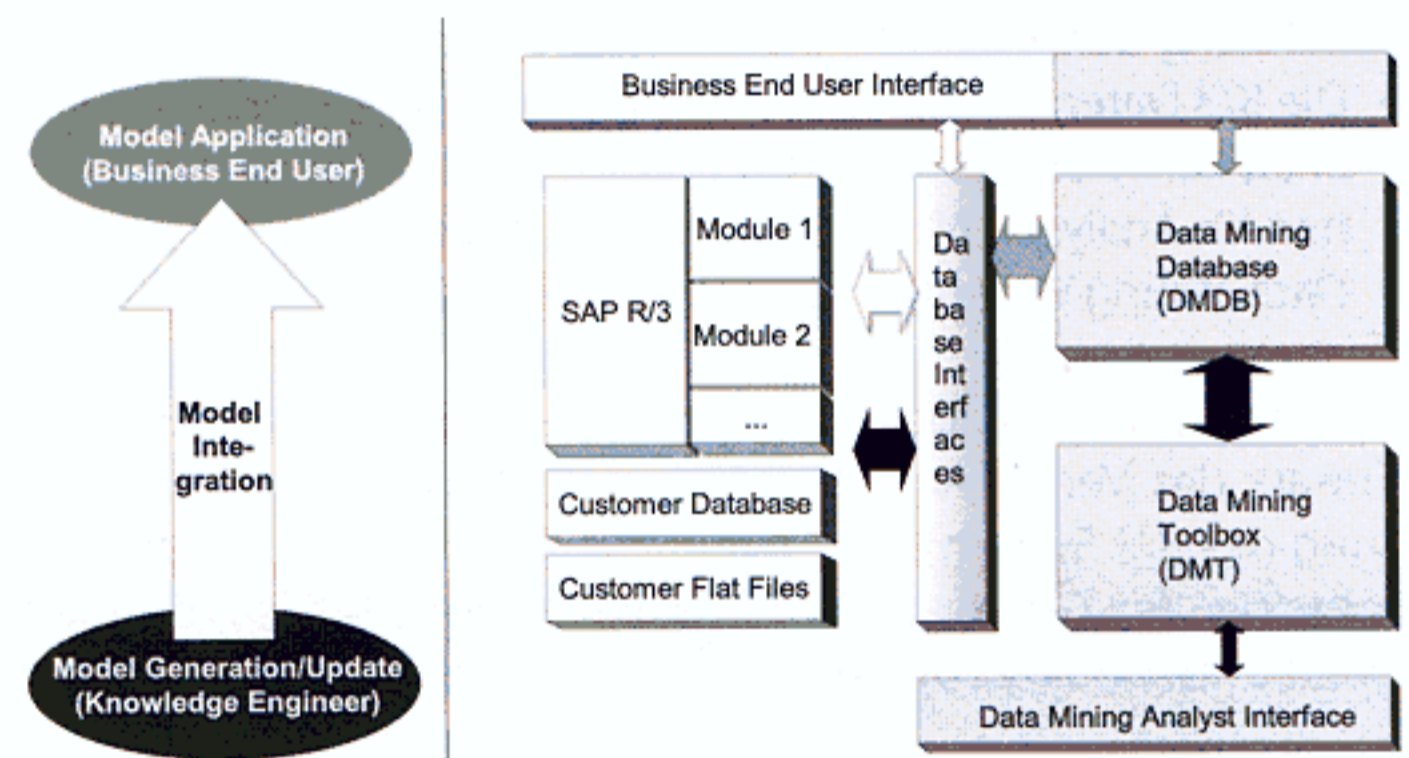 Model Application
(Business End User)
Model
Inte-
gration
Model Generation/Update
(Knowledge Engineer)
Business End User Interface
SAP R/3
Module 1
Module 2
...
Customer Database
Customer Flat Files
Da
ta
ba
se
Int
erf
ac
es
Data Mining
Database
(DMDB)
Data Mining
Toolbox
(DMT)
Data Mining Analyst Interface